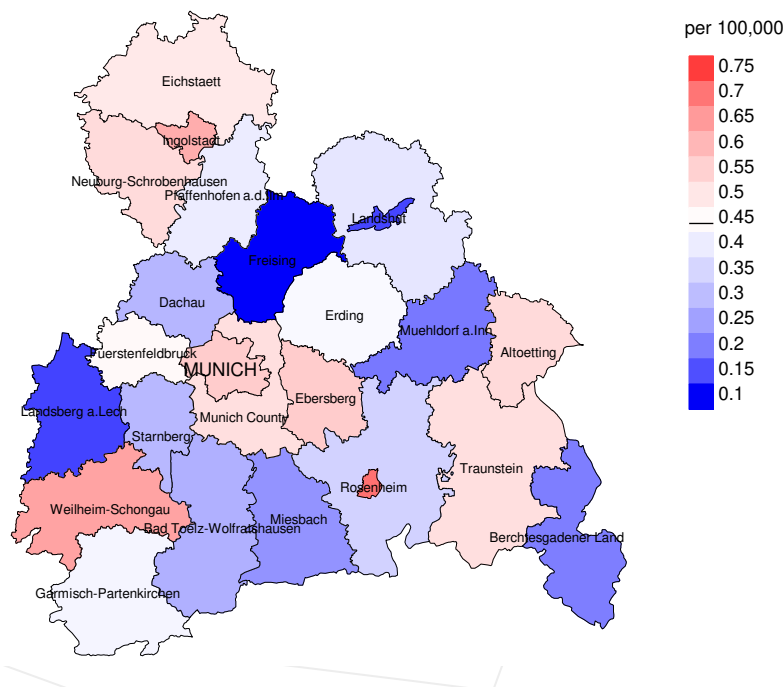 per 100,000
0.75
0.7
0.65
0.6
0.55
0.5
0.45
0.4
0.35
0.3
0.25
0.2
0.15
0.1
Eichstaett
Ingolstadt
Neuburg-Schrobenhausen
Pfaffenhofen a.d.Ilm
Landshut
Freising
Dachau
Erding
Muehldorf a.Inn
Fuerstenfeldbruck
Altoetting
MUNICH
Ebersberg
Landsberg a.Lech
Munich County
Starnberg
Traunstein
Rosenheim
Weilheim-Schongau
Miesbach
Bad Toelz-Wolfratshausen
Berchtesgadener Land
Garmisch-Partenkirchen